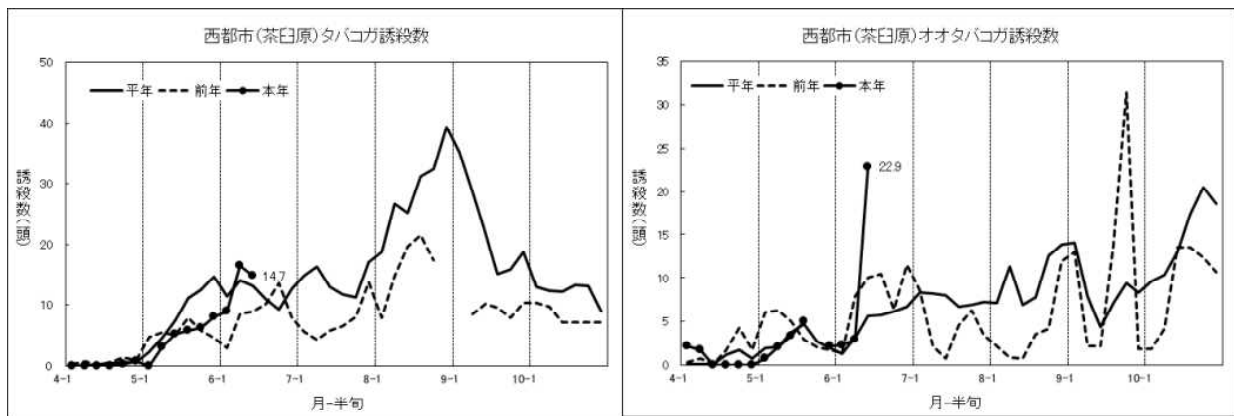 西都市(茶臼原)タバコガ誘殺数
50
40
30
20
10
0
誘殺数(頭)
平年 前年 本年
14.7
4-1 5-1 6-1 7-1 8-1 9-1 10-1
月-半旬
西都市(茶臼原)オオタバコガ誘殺数
35
30
25
20
15
10
5
0
誘殺数(頭)
平年 前年 本年
22.9
4-1 5-1 6-1 7-1 8-1 9-1 10-1
月-半旬